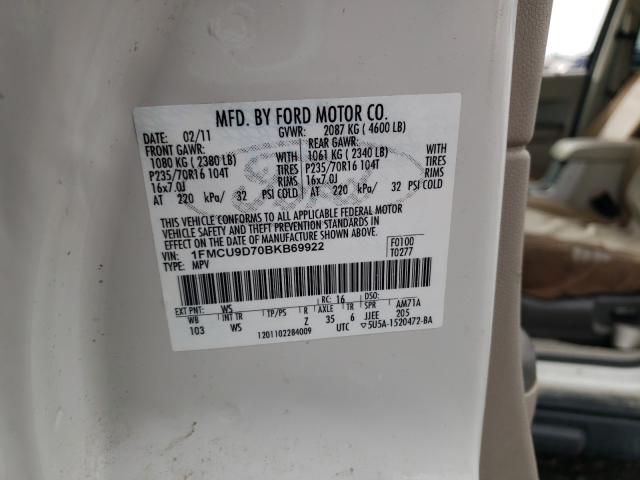 MFD. BY FORD MOTOR CO.
DATE: 02/11 GVWR: 2087 KG ( 4600 LB)
FRONT GAWR: REAR GAWR:
1080 KG ( 2380 LB) WITH 1061 KG ( 2340 LB) WITH
P235/70R16 104T TIRES P235/70R16 104T TIRES
16x7.0J RIMS 16x7.0J RIMS
AT 220 kPa/ 32 PSI COLD AT 220 kPa/ 32 PSI COLD
THIS VEHICLE CONFORMS TO ALL APPLICABLE FEDERAL MOTOR
VEHICLE SAFETY AND THEFT PREVENTION STANDARDS IN
EFFECT ON THE DATE OF MANUFACTURE SHOWN ABOVE.
VIN: 1FMCU9D70BKB69922 F0100
TYPE: MPV T0277
EXT PNT: WS RC: 16 DSO:
WB INT TR TP/PS R AXLE TR SPR AM71A
103 WS Z 35 6 JJEE 205
1201102284009 UTC ▽5U5A-1520472-BA